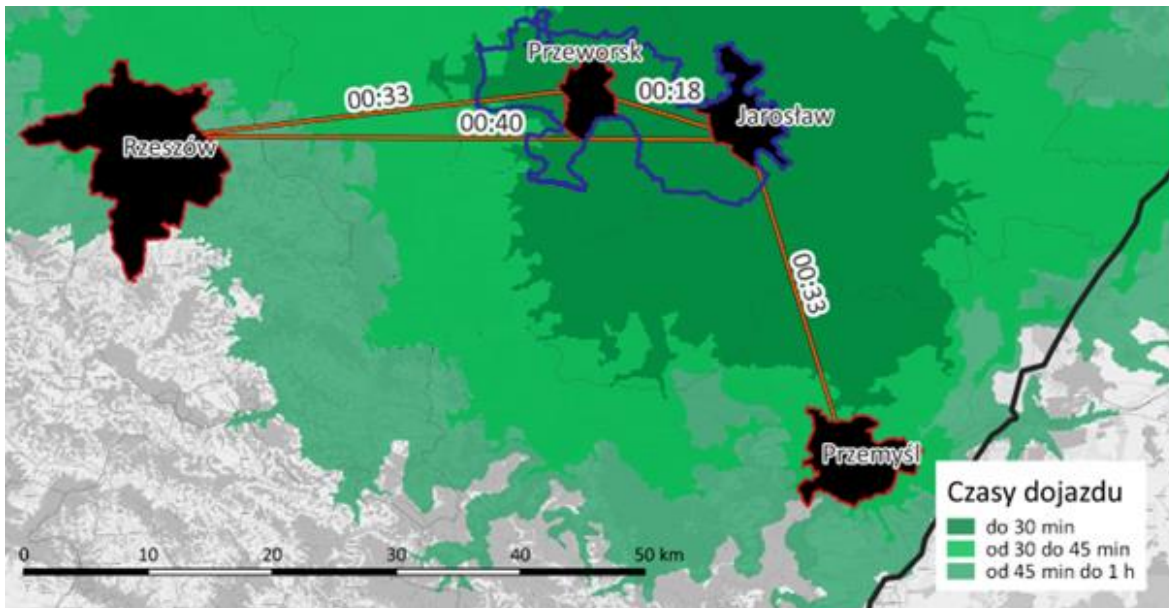 Przeworsk
00:33
00:18
00:40
Jarosław
Rzeszów
00:33
Przemyśl
Czasy dojazdu
do 30 min
od 30 do 45 min
od 45 min do 1 h
0 10 20 30 40 50 km